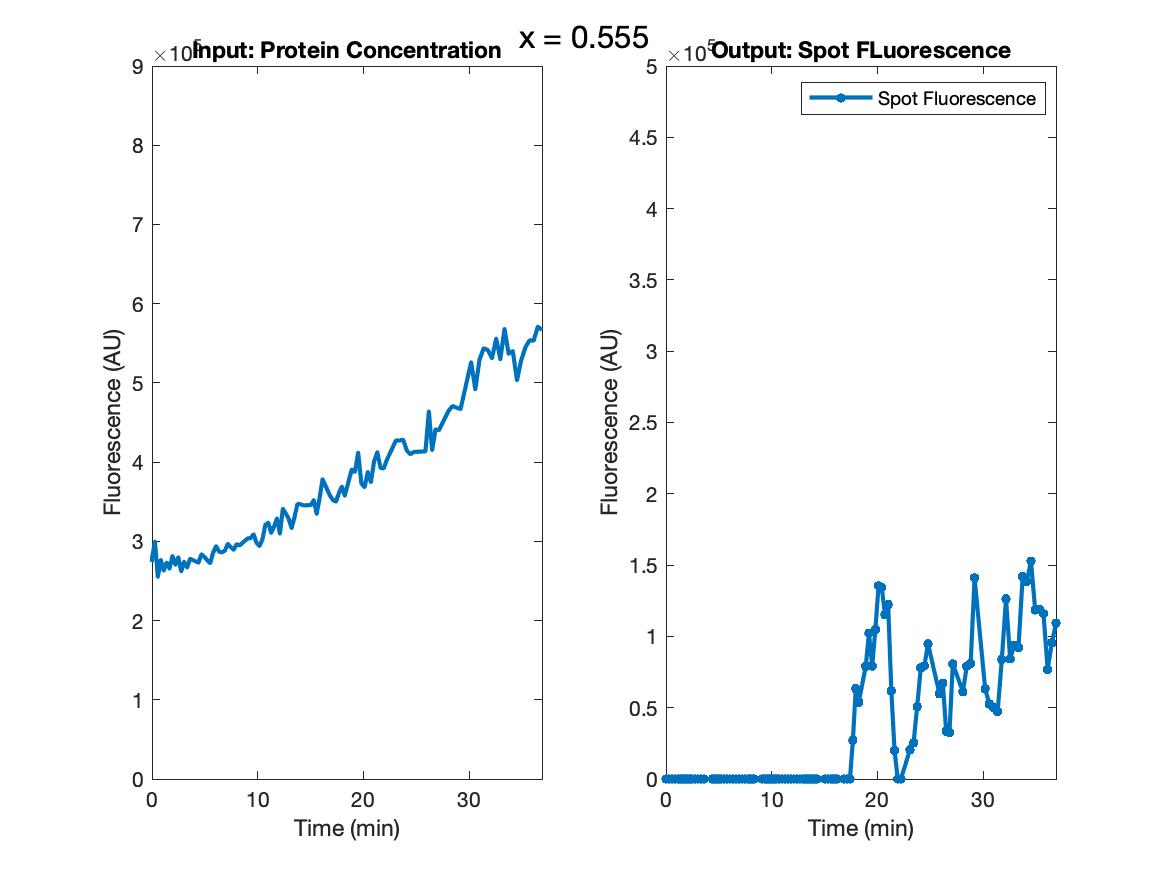 x = 0.555
×10⁵
Input: Protein Concentration
9
8
7
6
5
4
3
2
1
0
Fluorescence (AU)
0 10 20 30
Time (min)
×10⁵
Output: Spot FLuorescence
Spot Fluorescence
5
4.5
4
3.5
3
2.5
2
1.5
1
0.5
0
Fluorescence (AU)
0 10 20 30
Time (min)